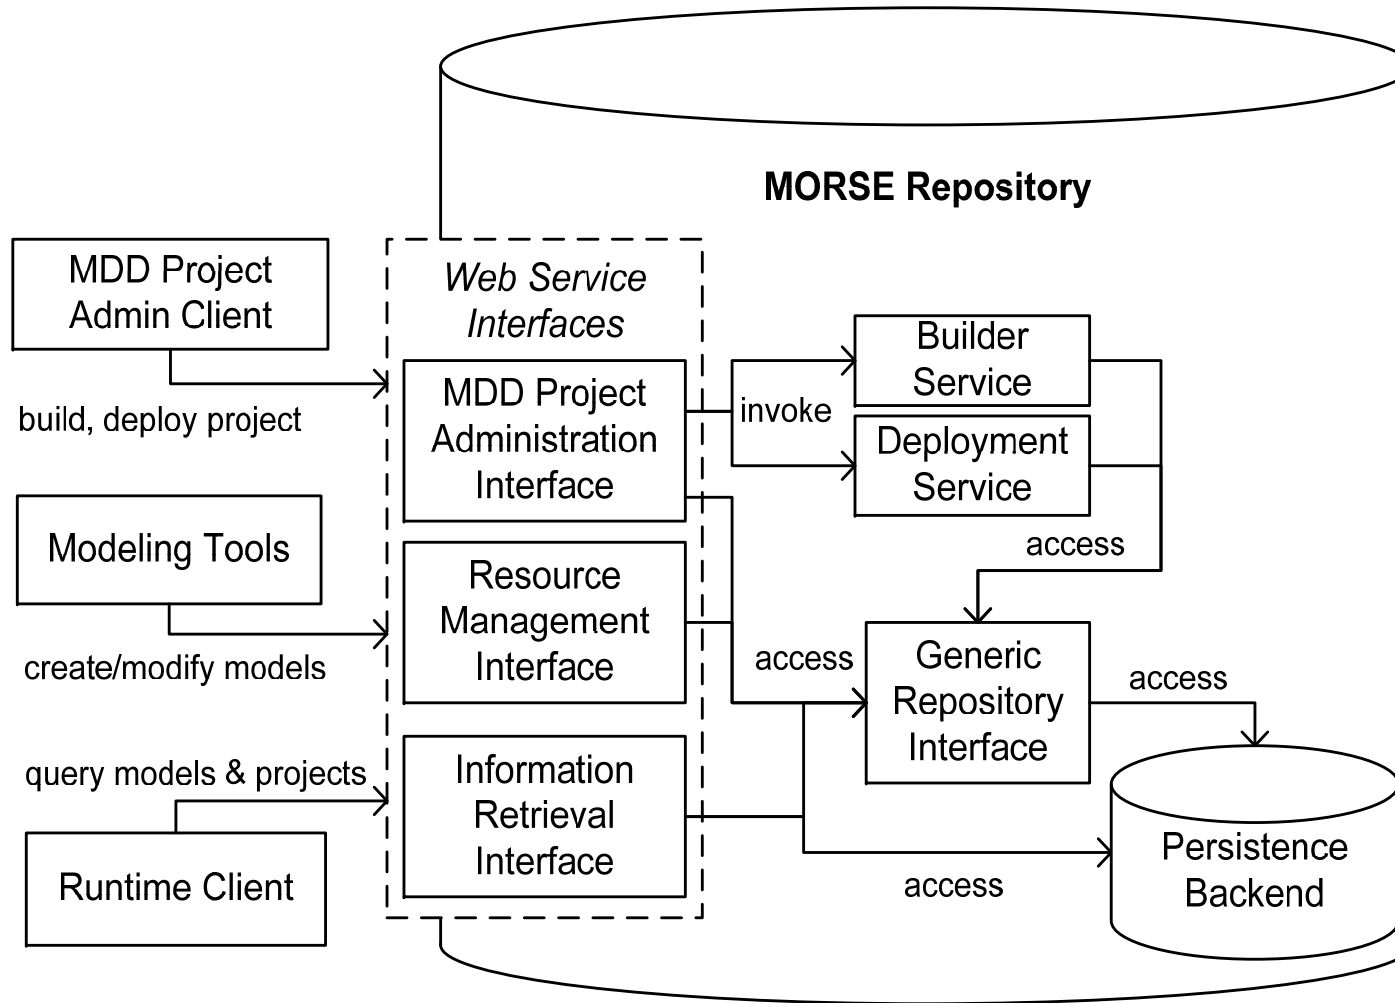 MORSE Repository
MDD Project
Admin Client
build, deploy project
Modeling Tools
create/modify models
query models & projects
Runtime Client
Web Service
Interfaces
MDD Project
Administration
Interface
Resource
Management
Interface
Information
Retrieval
Interface
invoke
Builder
Service
Deployment
Service
access
access
Generic
Repository
Interface
access
access
Persistence
Backend